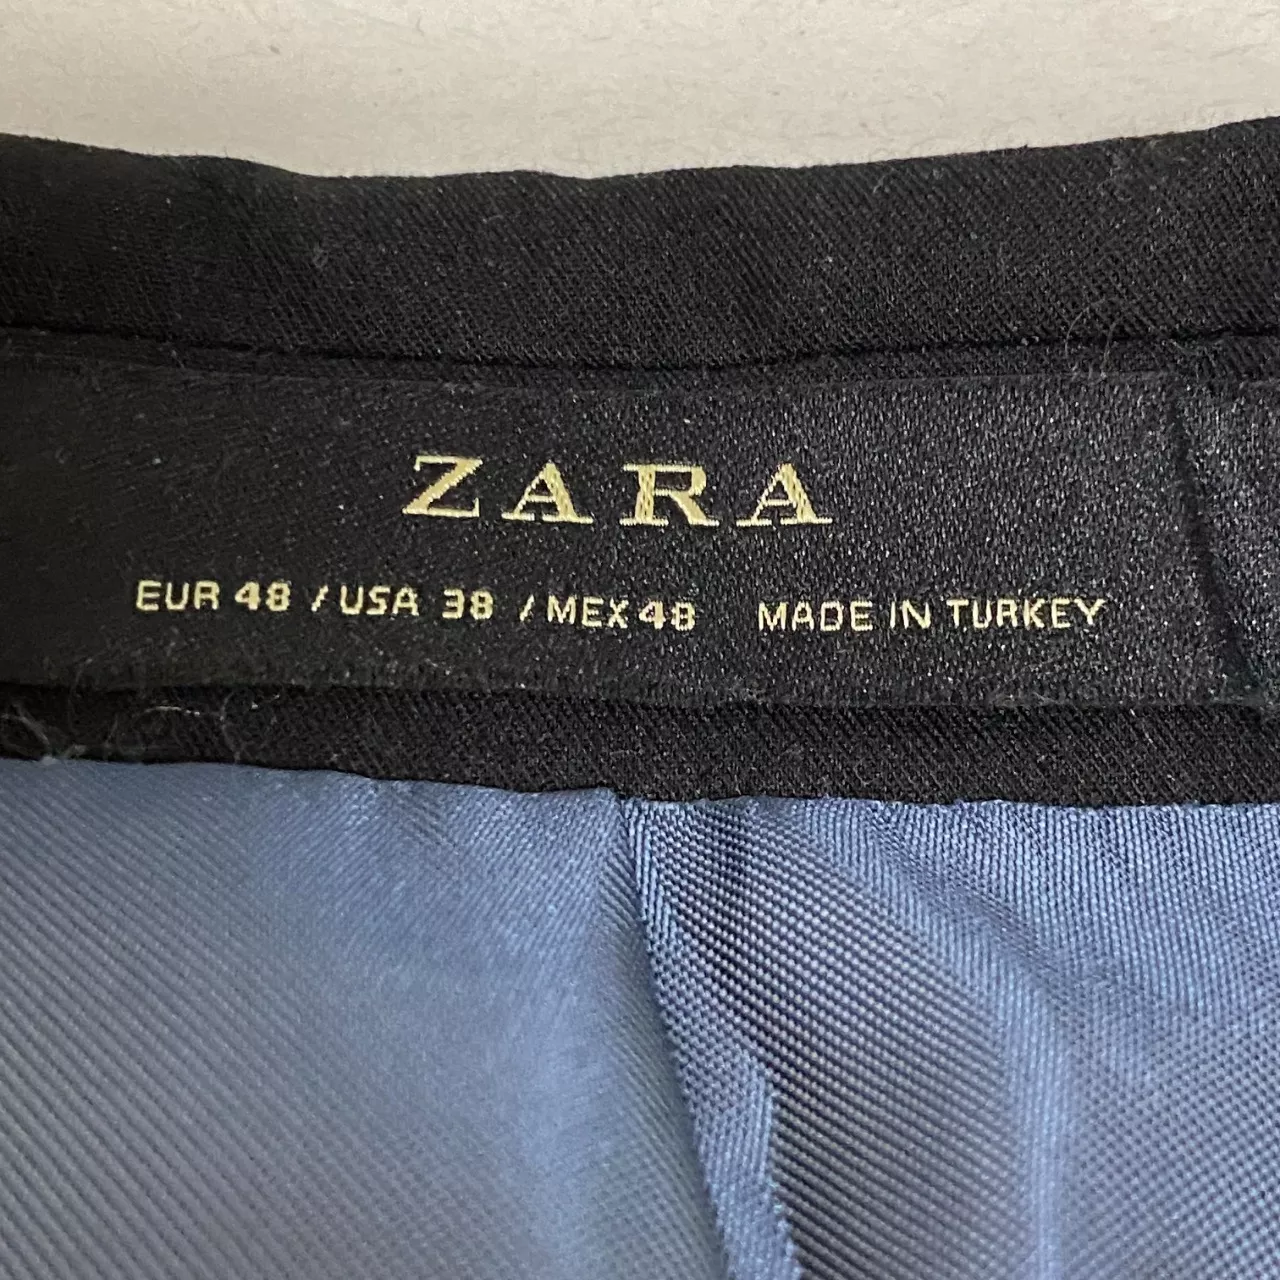 ZARA
EUR 48 / USA 38 / MEX 48 MADE IN TURKEY